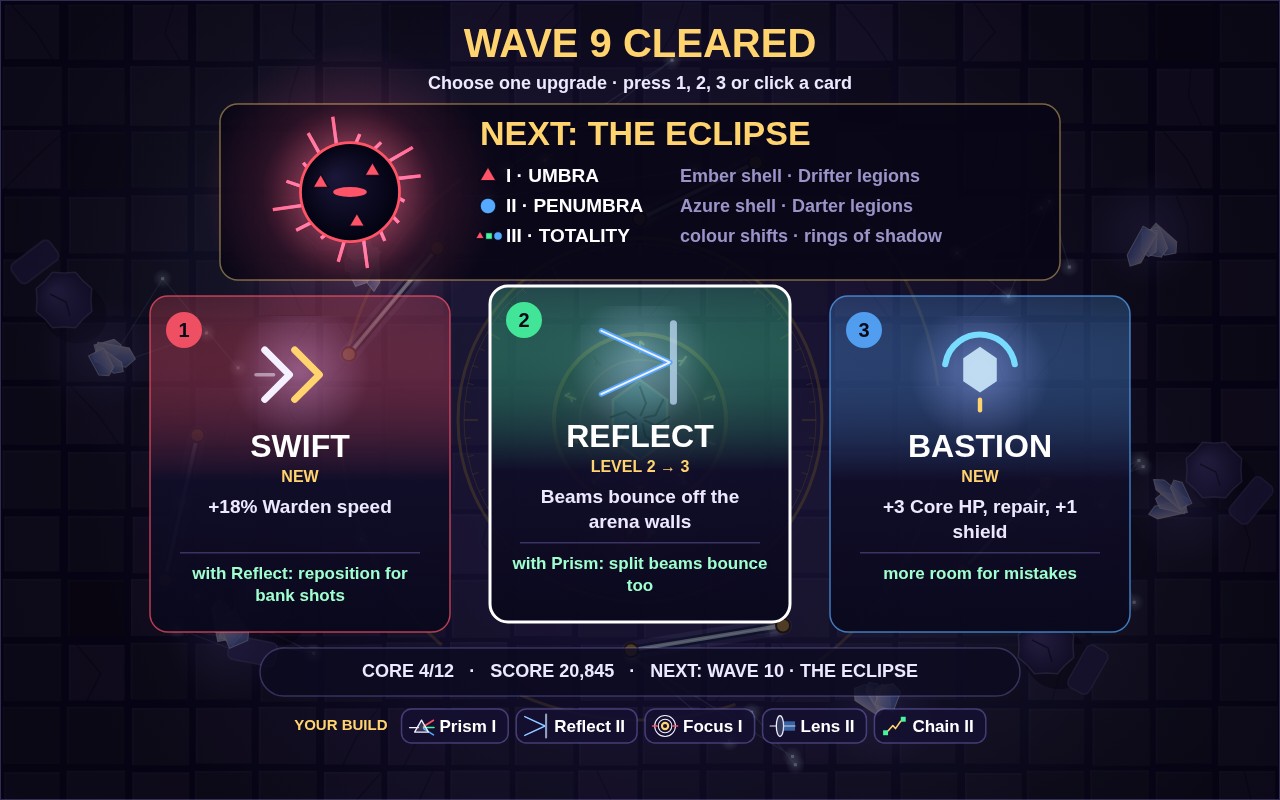 WAVE 9 CLEARED
Choose one upgrade · press 1, 2, 3 or click a card
NEXT: THE ECLIPSE
I · UMBRA Ember shell · Drifter legions
II · PENUMBRA Azure shell · Darter legions
III · TOTALITY colour shifts · rings of shadow
1
SWIFT
NEW
+18% Warden speed
with Reflect: reposition for
bank shots
2
REFLECT
LEVEL 2 → 3
Beams bounce off the
arena walls
with Prism: split beams bounce
too
3
BASTION
NEW
+3 Core HP, repair, +1
shield
more room for mistakes
CORE 4/12 · SCORE 20,845 · NEXT: WAVE 10 · THE ECLIPSE
YOUR BUILD Prism I Reflect II Focus I Lens II Chain II